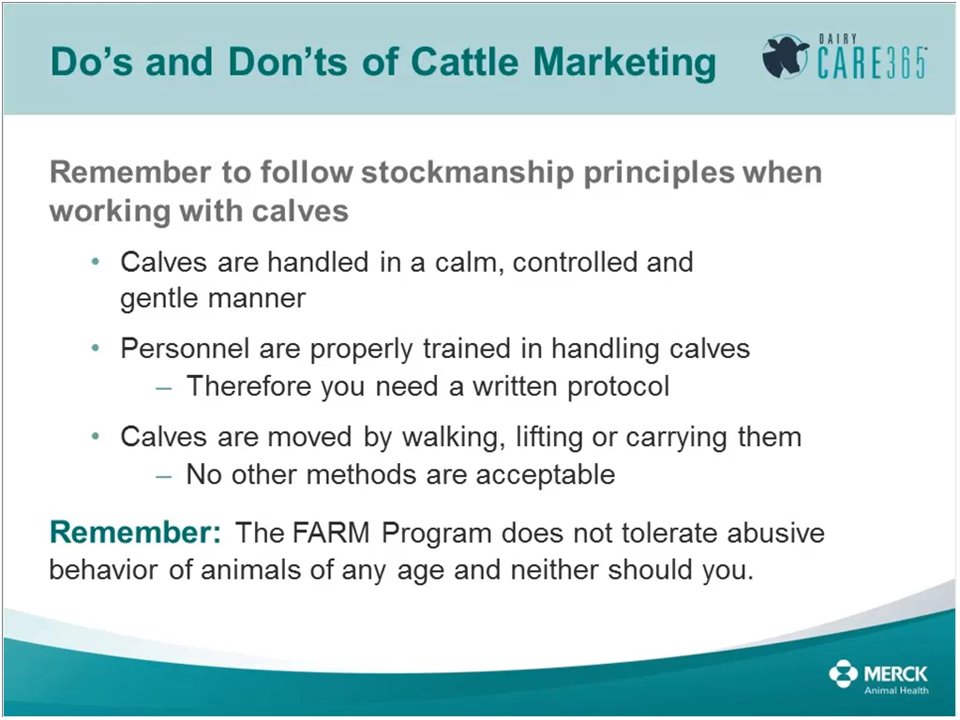 Do's and Don'ts of Cattle Marketing
DAIRY
CARE365™
Remember to follow stockmanship principles when
working with calves
• Calves are handled in a calm, controlled and
gentle manner
• Personnel are properly trained in handling calves
– Therefore you need a written protocol
• Calves are moved by walking, lifting or carrying them
– No other methods are acceptable
Remember: The FARM Program does not tolerate abusive
behavior of animals of any age and neither should you.
MERCK
Animal Health